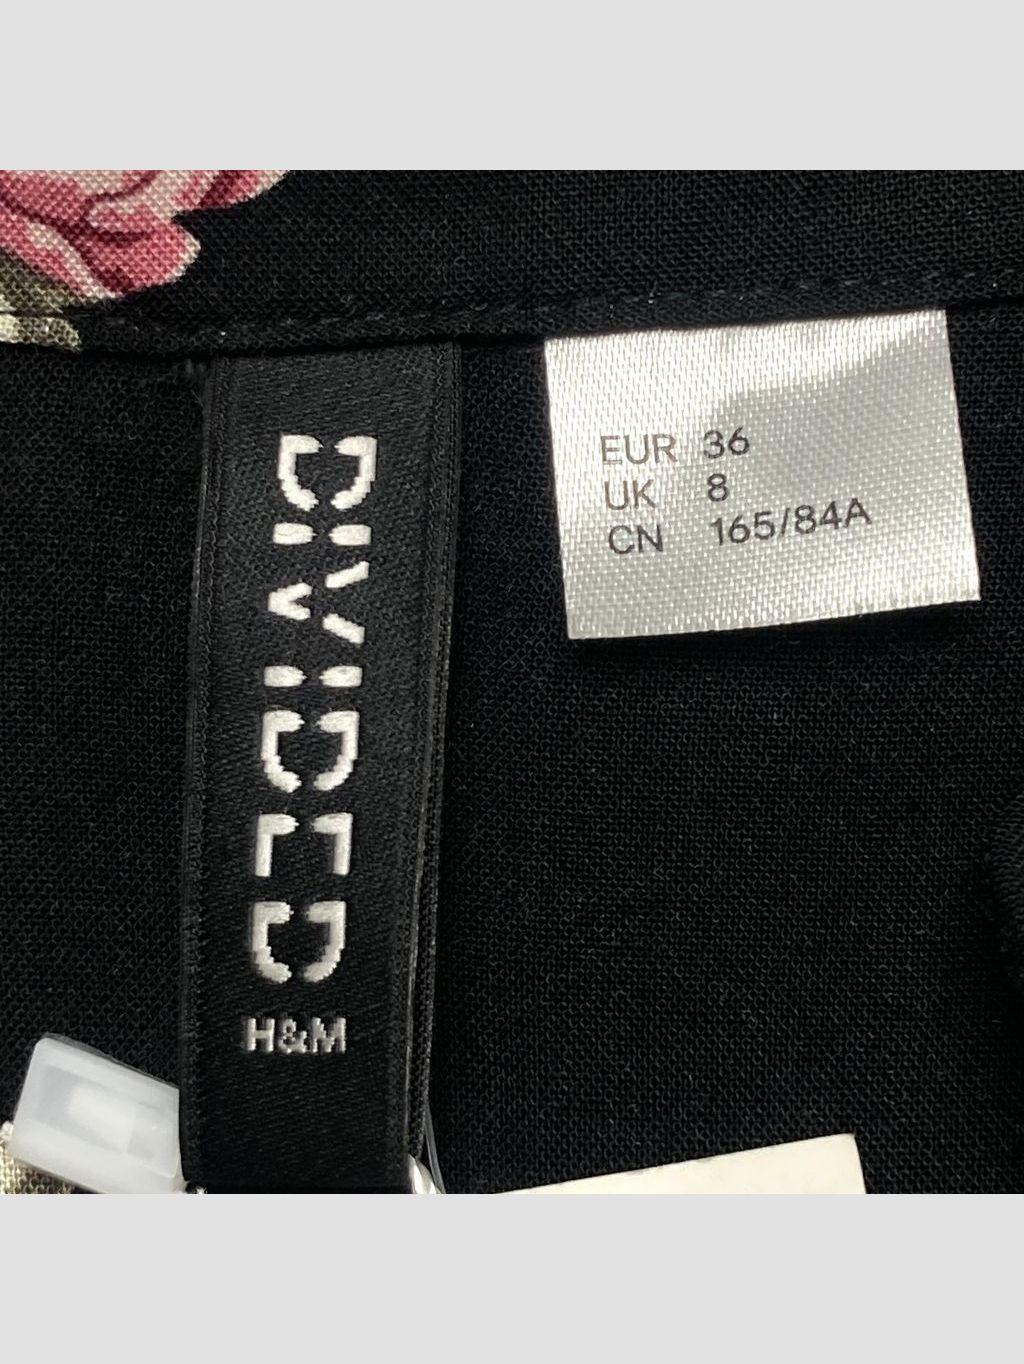 DIVIDED
H&M
EUR 36
UK 8
CN 165/84A